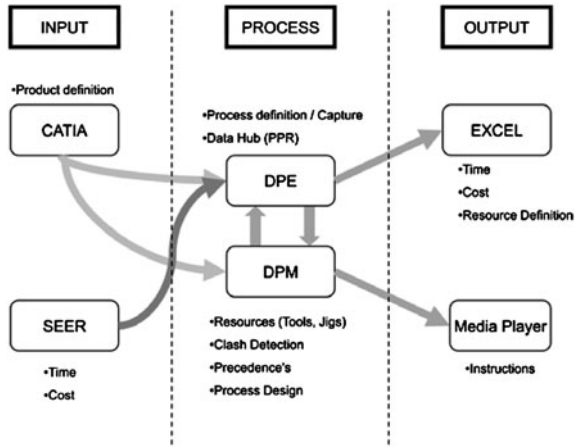 INPUT
PROCESS
OUTPUT
•Product definition
CATIA
SEER
•Time
•Cost
•Process definition / Capture
•Data Hub (PPR)
DPE
DPM
•Resources (Tools, Jigs)
•Clash Detection
•Precedence's
•Process Design
EXCEL
•Time
•Cost
•Resource Definition
Media Player
•Instructions